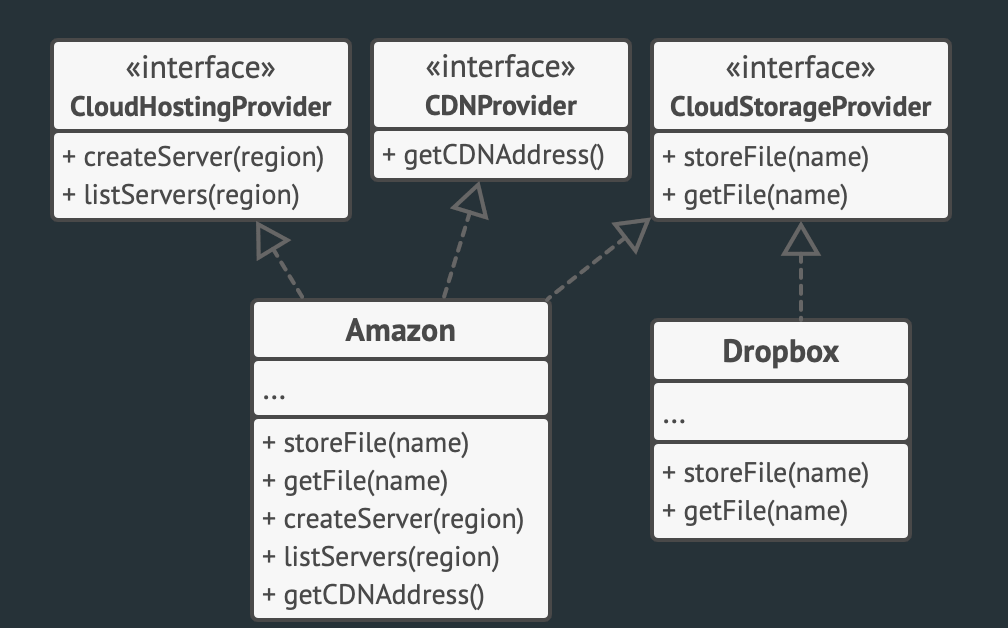 «interface»
CloudHostingProvider
+ createServer(region)
+ listServers(region)
«interface»
CDNProvider
+ getCDNAddress()
«interface»
CloudStorageProvider
+ storeFile(name)
+ getFile(name)
Amazon
...
+ storeFile(name)
+ getFile(name)
+ createServer(region)
+ listServers(region)
+ getCDNAddress()
Dropbox
...
+ storeFile(name)
+ getFile(name)